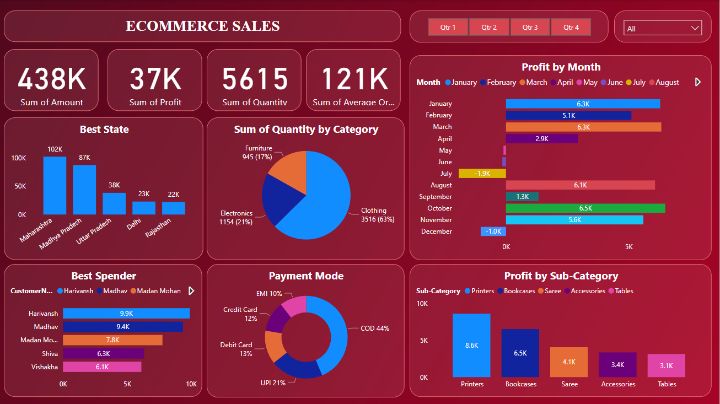 ECOMMERCE SALES
Qtr 1 Qtr 2 Qtr 3 Qtr 4
All
438K
Sum of Amount
37K
Sum of Profit
5615
Sum of Quantity
121K
Sum of Average Or...
Best State
100K
50K
0K
102K
87K
38K
23K
22K
Maharashtra
Madhya Pradesh
Uttar Pradesh
Delhi
Rajasthan
Sum of Quantity by Category
Furniture
945 (17%)
Electronics
1154 (21%)
Clothing
3516 (63%)
Profit by Month
Month January February March April May June July August
January 6.3K
February 5.1K
March 6.3K
April 2.9K
May
June
July -1.9K
August 6.1K
September 1.3K
October 6.5K
November 5.6K
December -1.0K
0K 5K
Best Spender
CustomerN... Harivansh Madhav Madan Mohan
Harivansh 9.9K
Madhav 9.4K
Madan Mo... 7.8K
Shiva 6.3K
Vishakha 6.1K
0K 5K 10K
Payment Mode
EMI 10%
Credit Card
12%
Debit Card
13%
UPI 21%
COD 44%
Profit by Sub-Category
Sub-Category Printers Bookcases Saree Accessories Tables
10K
5K
0K
8.6K
6.5K
4.1K
3.4K
3.1K
Printers Bookcases Saree Accessories Tables